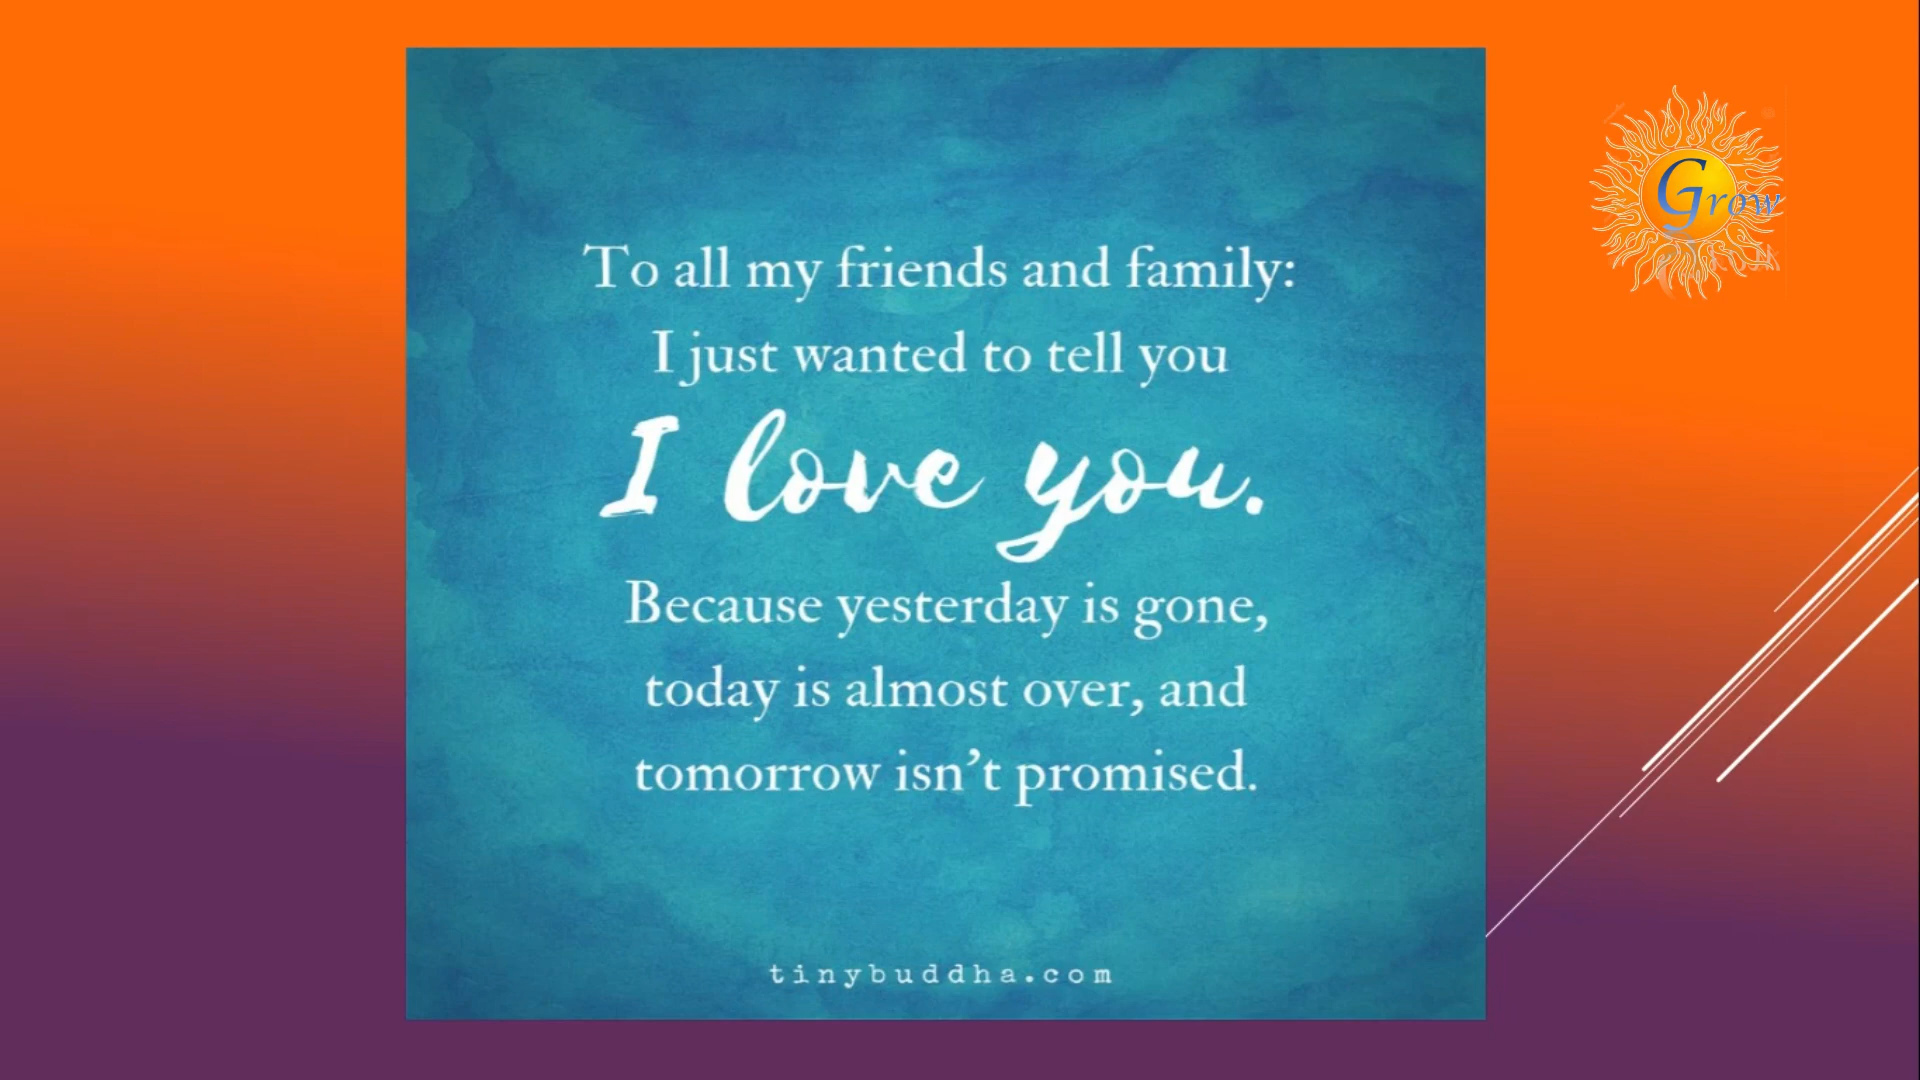 To all my friends and family:
I just wanted to tell you
I love you.
Because yesterday is gone,
today is almost over, and
tomorrow isn't promised.
tinybuddha.com
Grow